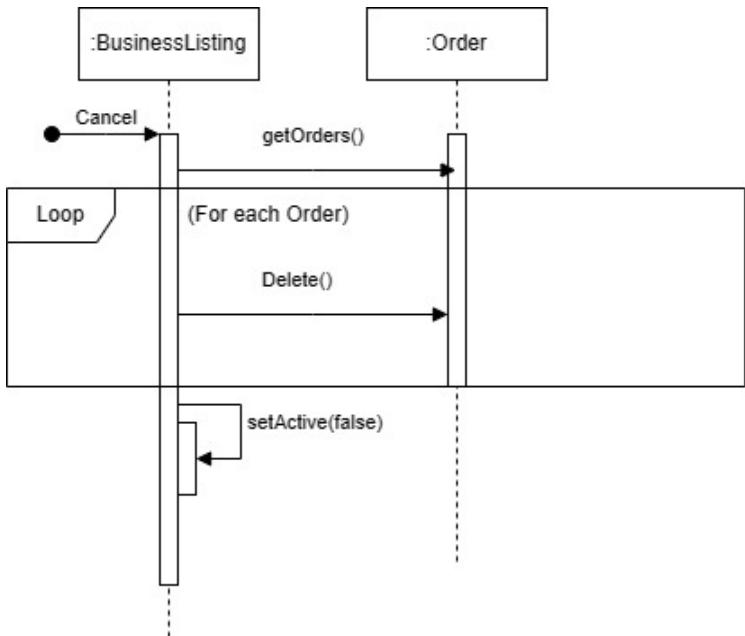 :BusinessListing
:Order
Cancel
getOrders()
Loop
(For each Order)
Delete()
setActive(false)